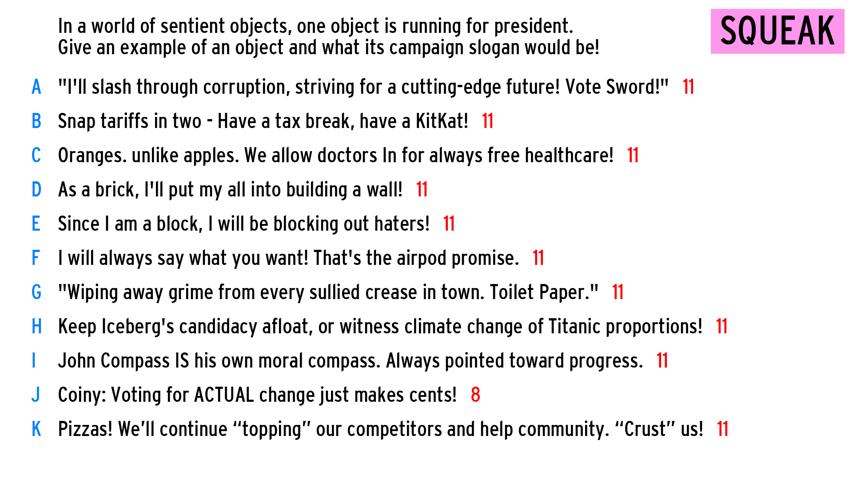 In a world of sentient objects, one object is running for president.
SQUEAK
Give an example of an object and what its campaign slogan would be!
A "I'll slash through corruption, striving for a cutting-edge future! Vote Sword!" 11
B Snap tariffs in two - Have a tax break, have a KitKat! 11
C Oranges. unlike apples. We allow doctors In for always free healthcare! 11
D As a brick, I'll put my all into building a wall! 11
E Since I am a block, I will be blocking out haters! 11
F I will always say what you want! That's the airpod promise. 11
G "Wiping away grime from every sullied crease in town. Toilet Paper." 11
H Keep Iceberg's candidacy afloat, or witness climate change of Titanic proportions! 11
I John Compass IS his own moral compass. Always pointed toward progress. 11
J Coiny: Voting for ACTUAL change just makes cents! 8
K Pizzas! We’ll continue “topping” our competitors and help community. “Crust” us! 11